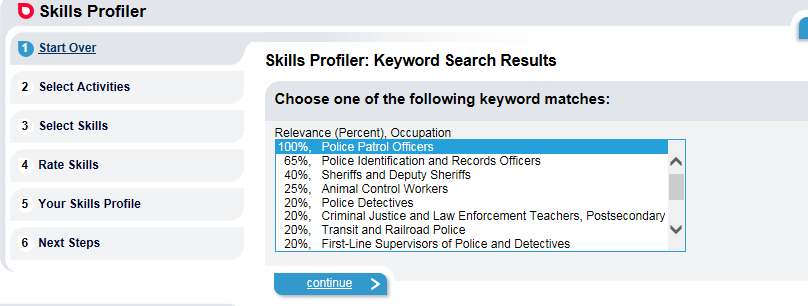 Skills Profiler
1 Start Over
2 Select Activities
3 Select Skills
4 Rate Skills
5 Your Skills Profile
6 Next Steps
Skills Profiler: Keyword Search Results
Choose one of the following keyword matches:
Relevance (Percent), Occupation
100%, Police Patrol Officers
65%, Police Identification and Records Officers
40%, Sheriffs and Deputy Sheriffs
25%, Animal Control Workers
20%, Police Detectives
20%, Criminal Justice and Law Enforcement Teachers, Postsecondary
20%, Transit and Railroad Police
20%, First-Line Supervisors of Police and Detectives
continue